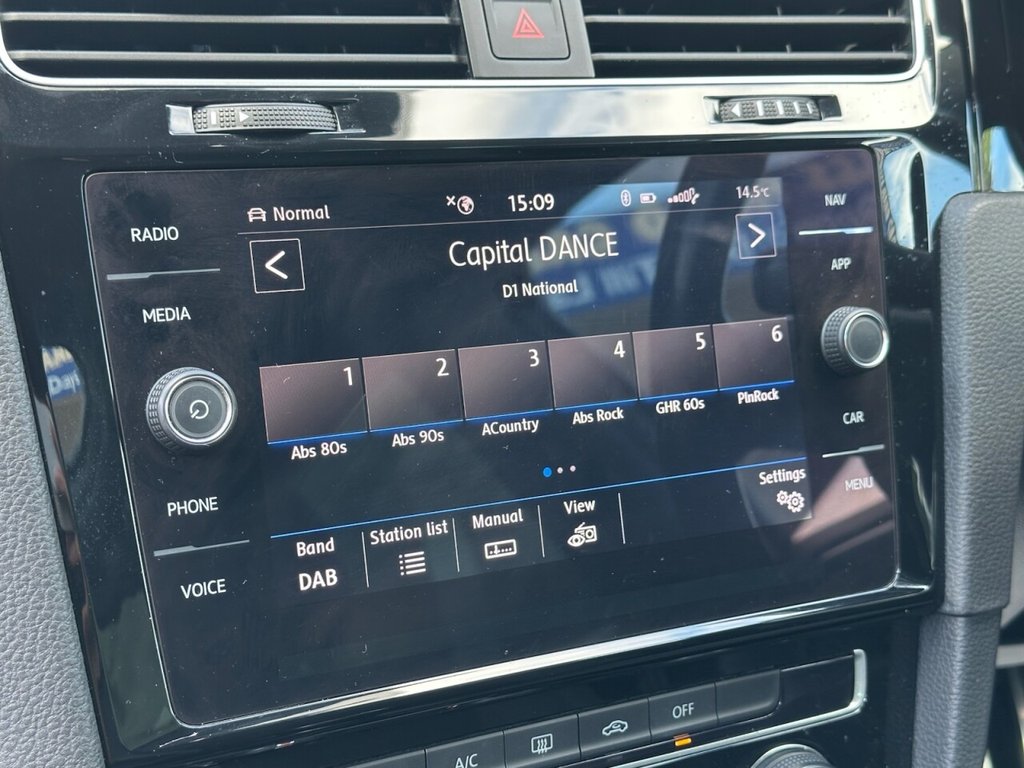 RADIO
MEDIA
PHONE
VOICE
Normal
15:09
14.5°C
Capital DANCE
D1 National
1 2 3 4 5 6
Abs 80s Abs 90s ACountry Abs Rock GHR 60s PlnRock
Band
DAB
Station list
Manual
View
Settings
NAV
APP
CAR
MENU
A/C
OFF